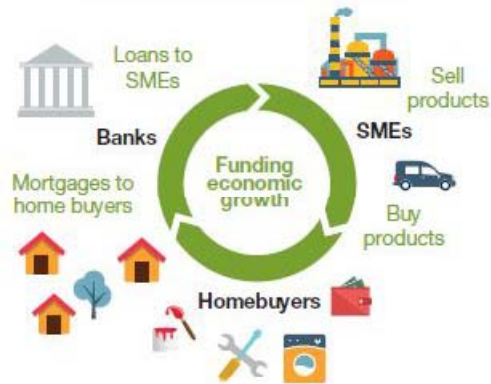 Loans to
SMEs
Sell
products
Banks
SMEs
Funding
economic
growth
Mortgages to
home buyers
Buy
products
Homebuyers